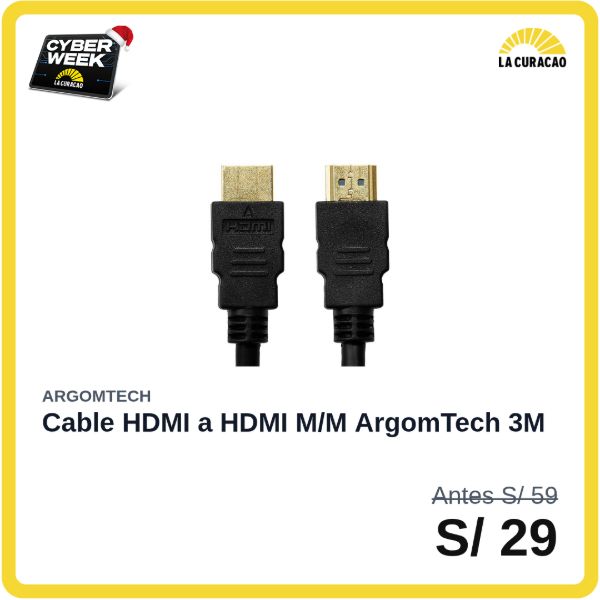 CYBER
WEEK
LA CURACAO
LA CURACAO
HDMI
ARGOMTECH
Cable HDMI a HDMI M/M ArgomTech 3M
Antes S/ 59
S/ 29